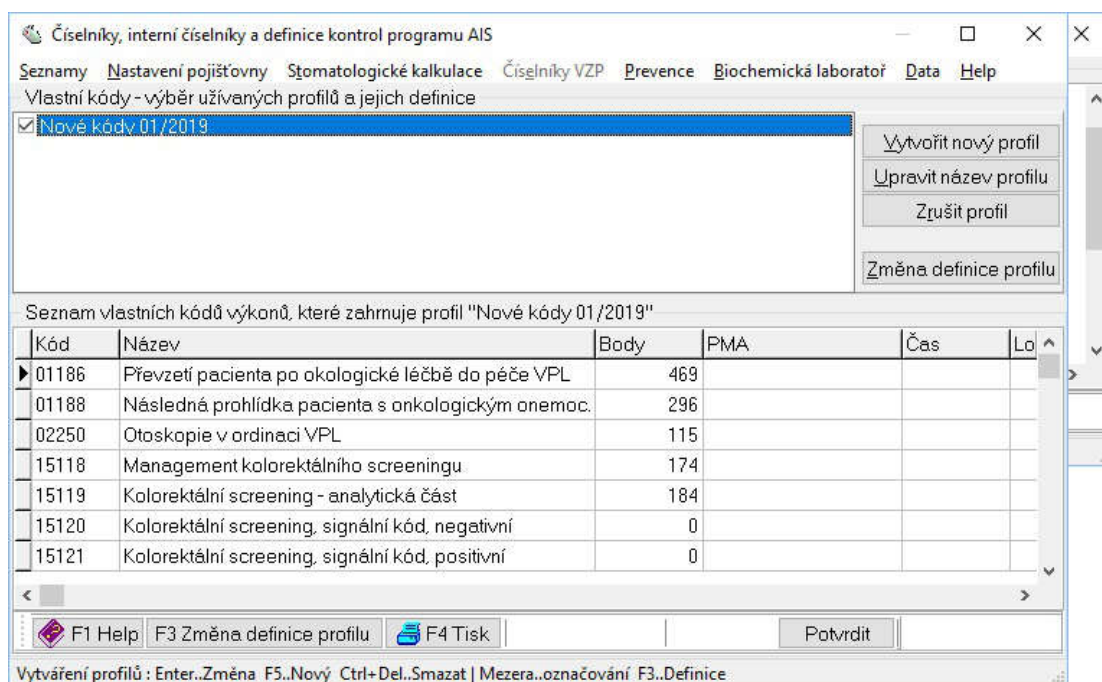 Číselníky, interní číselníky a definice kontrol programu AIS
Seznamy Nastavení pojišťovny Stomatologické kalkulace Číselníky VZP Prevence Biochemická laboratoř Data Help
Vlastní kódy - výběr užívaných profilů a jejich definice
Nové kódy 01/2019
Vytvořit nový profil
Upravit název profilu
Zrušit profil
Změna definice profilu
Seznam vlastních kódů výkonů, které zahrnuje profil "Nové kódy 01/2019"
Kód Název Body PMA Čas Lo
01186 Převzetí pacienta po okologické léčbě do péče VPL 469
01188 Následná prohlídka pacienta s onkologickým onemoc. 296
02250 Otoskopie v ordinaci VPL 115
15118 Management kolorektálního screeningu 174
15119 Kolorektální screening - analytická část 184
15120 Kolorektální screening, signální kód, negativní 0
15121 Kolorektální screening, signální kód, positivní 0
F1 Help F3 Změna definice profilu F4 Tisk Potvrdit
Vytváření profilů : Enter..Změna F5..Nový Ctrl+Del..Smazat | Mezera..označování F3..Definice